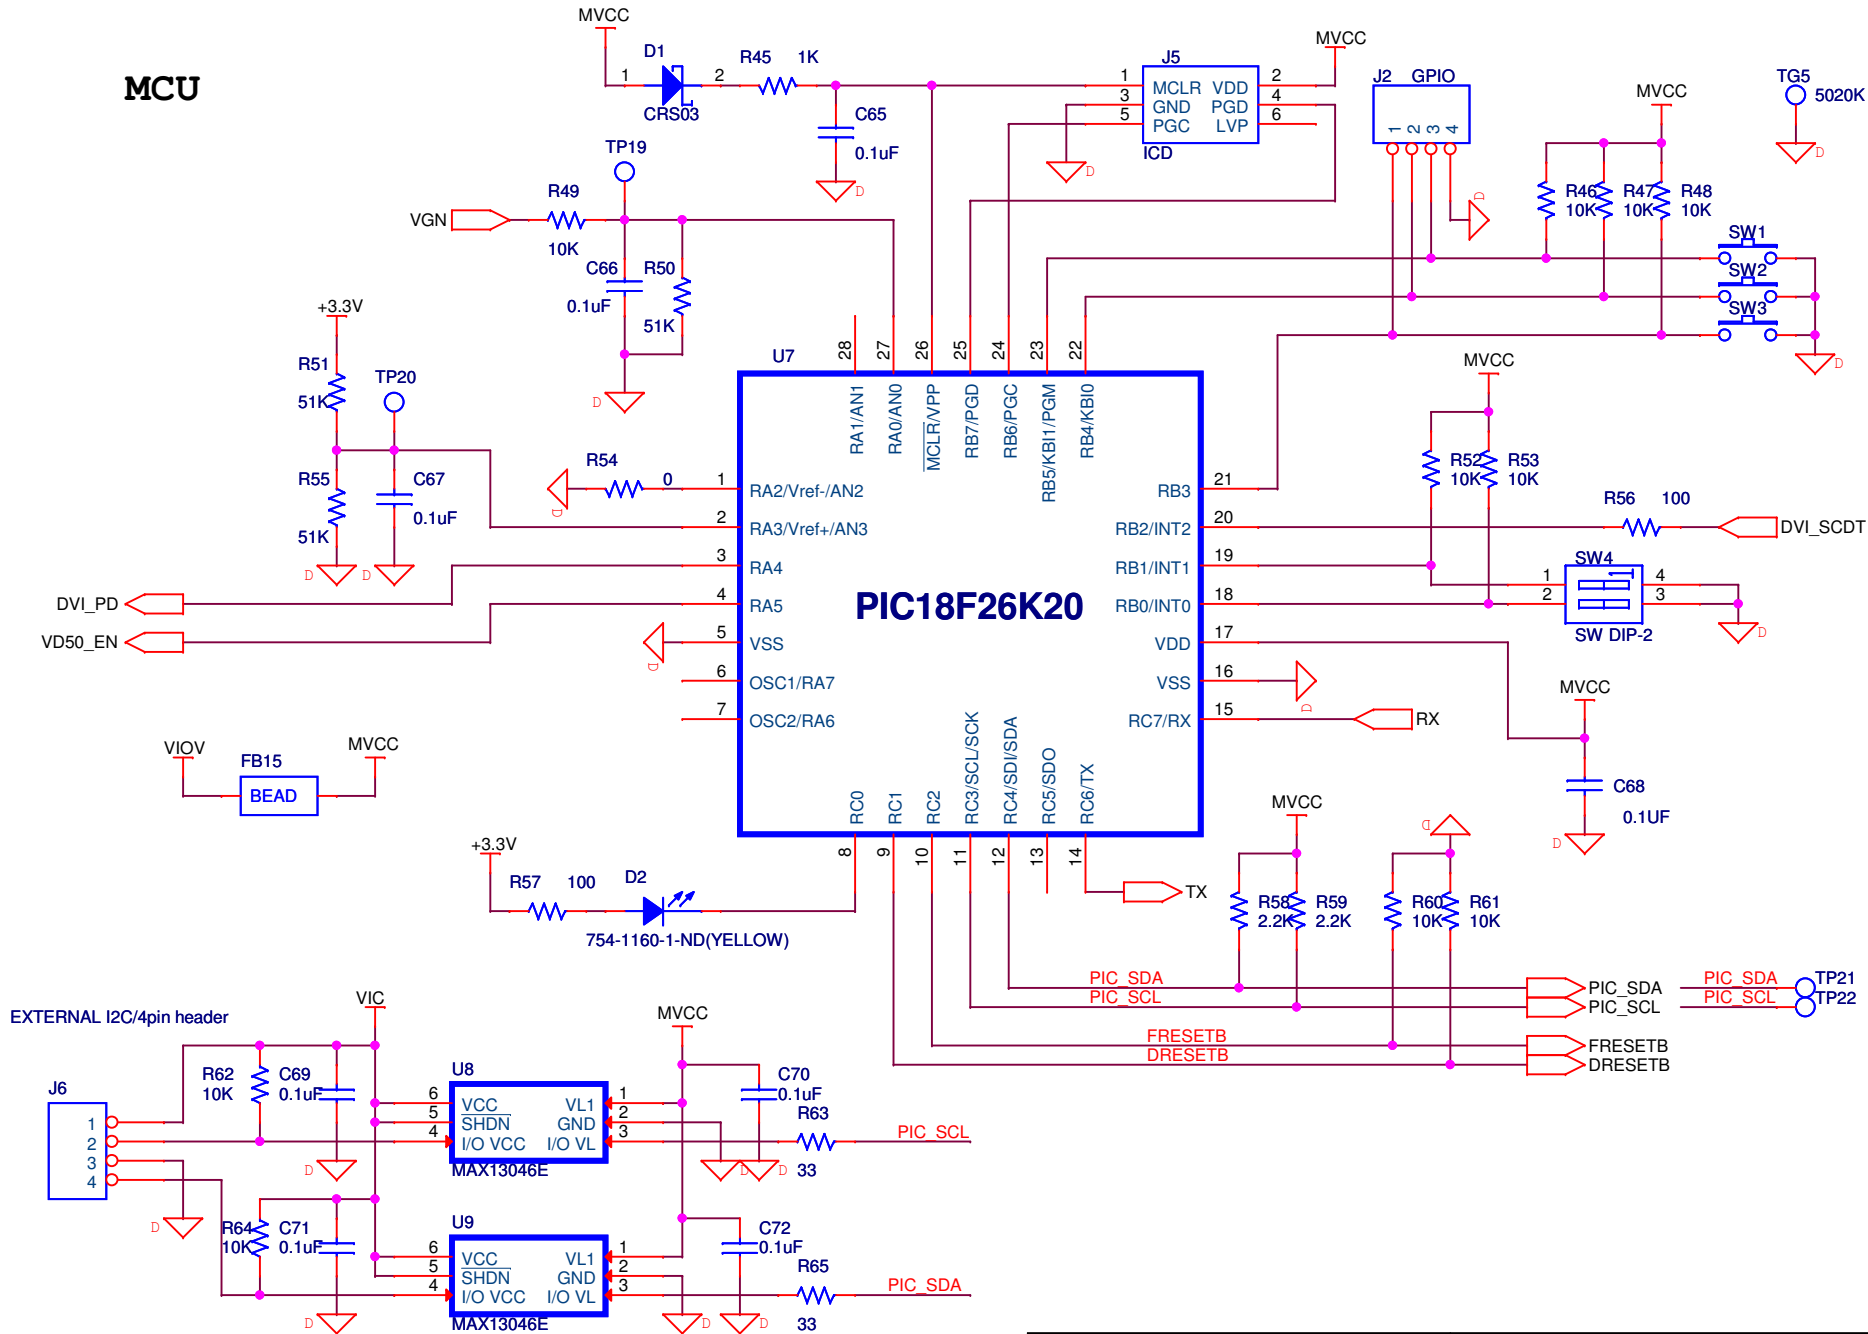 MCU
MVCC
D1
1
2
CRS03
R45 1K
C65
0.1uF
D
J5
1 MCLR VDD 2
3 GND PGD 4
5 PGC LVP 6
ICD
D
MVCC
J2 GPIO
1
2
3
4
D
MVCC
R46
10K
R47
10K
R48
10K
SW1
SW2
SW3
D
TG5
5020K
D
TP19
VGN
R49
10K
C66
0.1uF
R50
51K
D
+3.3V
R51
51K
TP20
R55
51K
C67
0.1uF
D
D
R54
0
D
DVI_PD
VD50_EN
D
U7
PIC18F26K20
28 RA1/AN1
27 RA0/AN0
26 MCLR/VPP
25 RB7/PGD
24 RB6/PGC
23 RB5/KBI1/PGM
22 RB4/KBI0
1 RA2/Vref-/AN2
2 RA3/Vref+/AN3
3 RA4
4 RA5
5 VSS
6 OSC1/RA7
7 OSC2/RA6
RB3 21
RB2/INT2 20
RB1/INT1 19
RB0/INT0 18
VDD 17
VSS 16
RC7/RX 15
RC0 8
RC1 9
RC2 10
RC3/SCL/SCK 11
RC4/SDI/SDA 12
RC5/SDO 13
RC6/TX 14
MVCC
R52
10K
R53
10K
R56 100
DVI_SCDT
SW4
1
2
4
3
SW DIP-2
D
D
RX
MVCC
C68
0.1UF
D
VIOV
FB15
BEAD
MVCC
+3.3V
R57 100
D2
754-1160-1-ND(YELLOW)
TX
MVCC
R58
2.2K
R59
2.2K
D
R60
10K
R61
10K
PIC_SDA
PIC_SCL
FRESETB
DRESETB
PIC_SDA
PIC_SCL
FRESETB
DRESETB
PIC_SDA
PIC_SCL
TP21
TP22
EXTERNAL I2C/4pin header
VIC
J6
1
2
3
4
D
R62
10K
C69
0.1uF
D
U8
6 VCC VL1 1
5 SHDN GND 2
4 I/O VCC I/O VL 3
MAX13046E
MVCC
C70
0.1uF
R63
33
PIC_SCL
D
D
R64
10K
C71
0.1uF
D
U9
6 VCC VL1 1
5 SHDN GND 2
4 I/O VCC I/O VL 3
MAX13046E
C72
0.1uF
R65
33
PIC_SDA
D
D